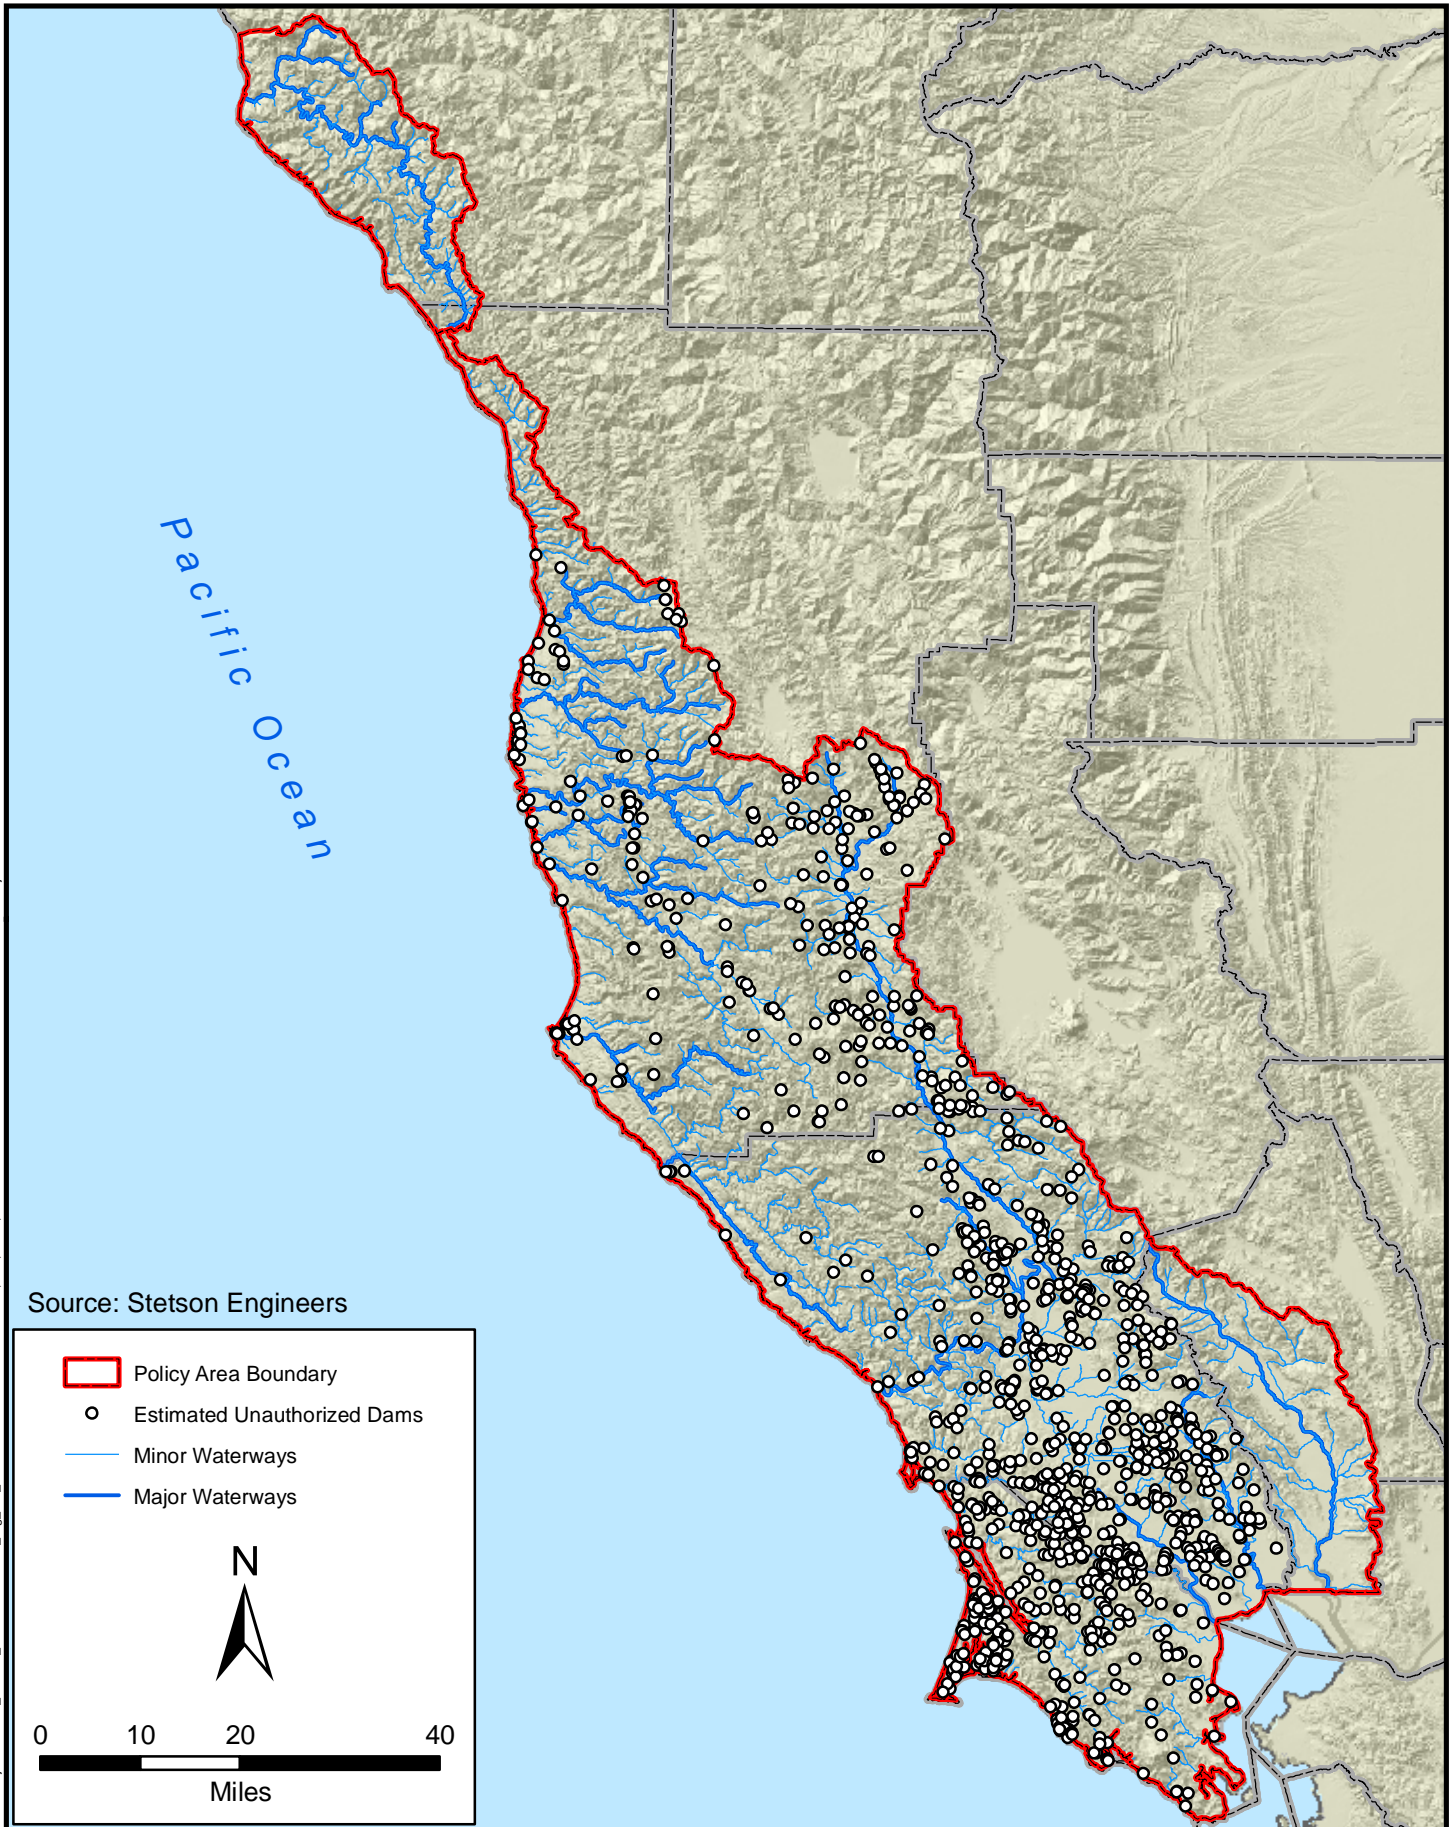 Pacific Ocean
Source: Stetson Engineers
Policy Area Boundary
Estimated Unauthorized Dams
Minor Waterways
Major Waterways
N
0 10 20 40
Miles